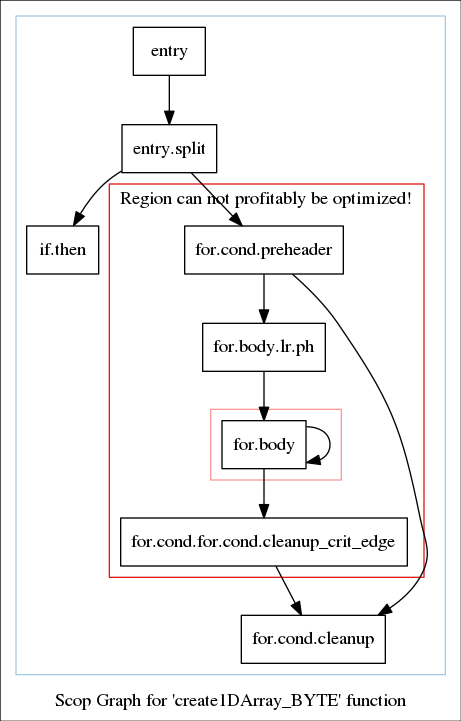 entry
entry.split
Region can not profitably be optimized!
if.then
for.cond.preheader
for.body.lr.ph
for.body
for.cond.for.cond.cleanup_crit_edge
for.cond.cleanup
Scop Graph for 'create1DArray_BYTE' function